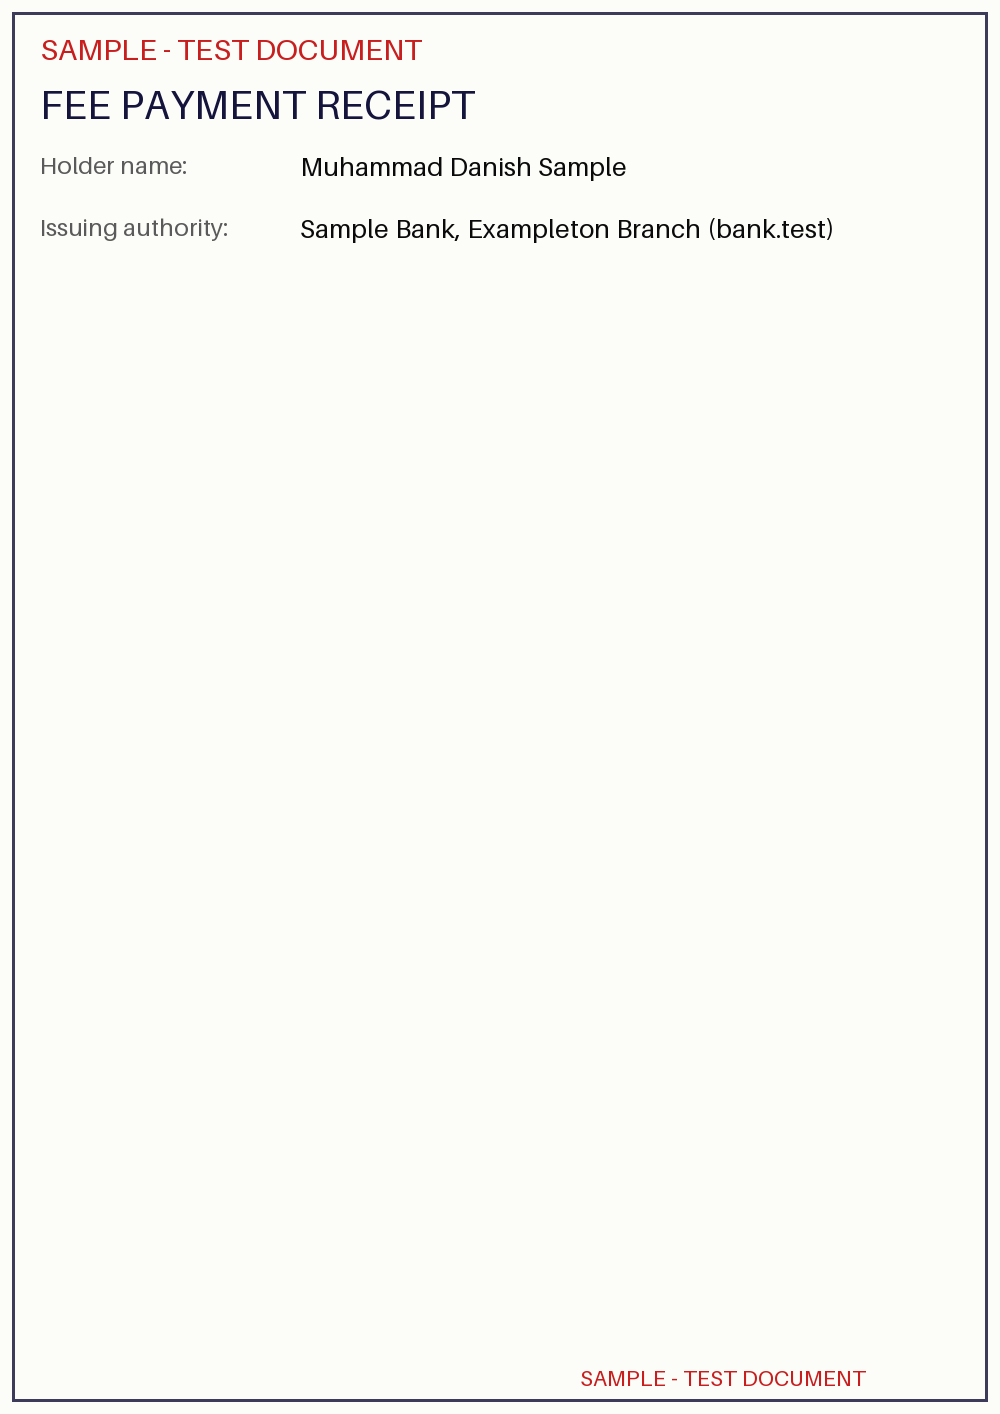 SAMPLE - TEST DOCUMENT
FEE PAYMENT RECEIPT
Holder name: Muhammad Danish Sample
Issuing authority: Sample Bank, Exampleton Branch (bank.test)
SAMPLE - TEST DOCUMENT